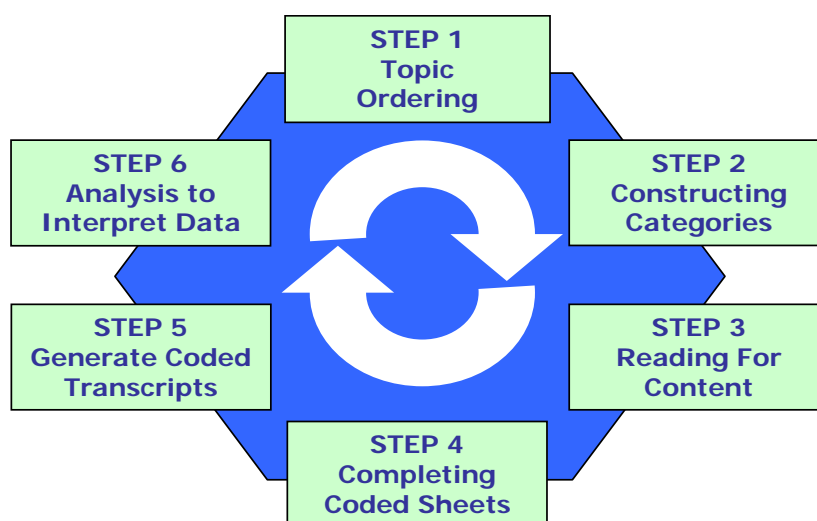 STEP 1
Topic
Ordering
STEP 2
Constructing
Categories
STEP 3
Reading For
Content
STEP 4
Completing
Coded Sheets
STEP 5
Generate Coded
Transcripts
STEP 6
Analysis to
Interpret Data